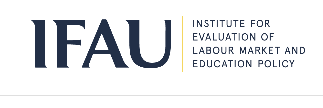 IFAU
INSTITUTE FOR
EVALUATION OF
LABOUR MARKET AND
EDUCATION POLICY